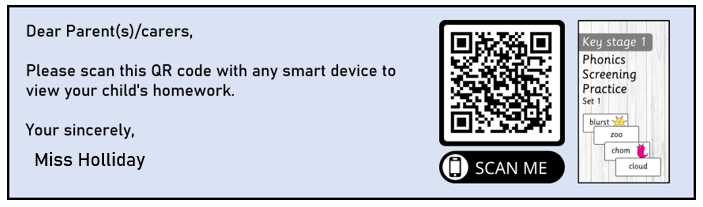 Dear Parent(s)/carers,
Please scan this QR code with any smart device to
view your child's homework.
Your sincerely,
Miss Holliday
SCAN ME
Key stage 1
Phonics
Screening
Practice
Set 1
blurst
zoo
chom
cloud